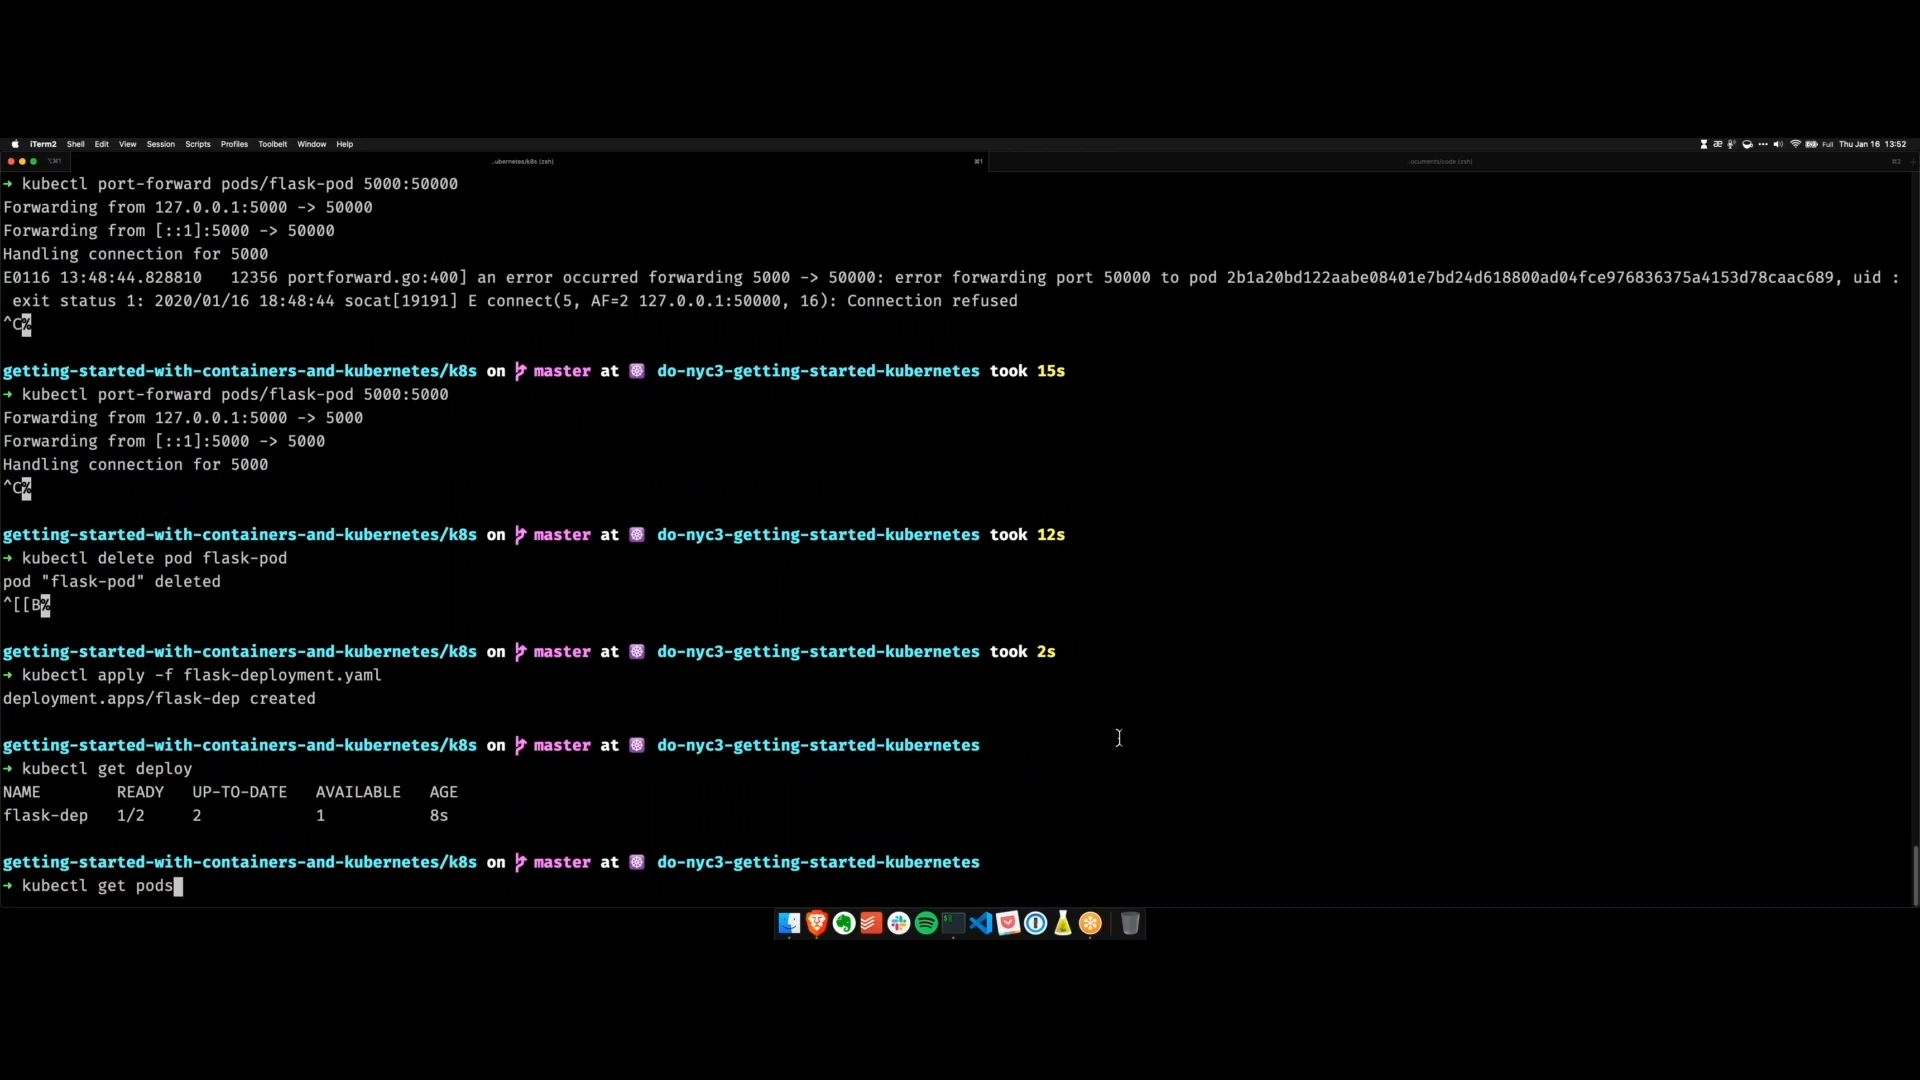 iTerm2 Shell Edit View Session Scripts Profiles Toolbelt Window Help Full Thu Jan 16 13:52
..ubernetes/k8s (zsh) ⌘1 ..ocuments/code (zsh) ⌘2
→ kubectl port-forward pods/flask-pod 5000:50000
Forwarding from 127.0.0.1:5000 -> 50000
Forwarding from [::1]:5000 -> 50000
Handling connection for 5000
E0116 13:48:44.828810   12356 portforward.go:400] an error occurred forwarding 5000 -> 50000: error forwarding port 50000 to pod 2b1a20bd122aabe08401e7bd24d618800ad04fce976836375a4153d78caac689, uid :
exit status 1: 2020/01/16 18:48:44 socat[19191] E connect(5, AF=2 127.0.0.1:50000, 16): Connection refused
^C%
getting-started-with-containers-and-kubernetes/k8s on master at do-nyc3-getting-started-kubernetes took 15s
→ kubectl port-forward pods/flask-pod 5000:5000
Forwarding from 127.0.0.1:5000 -> 5000
Forwarding from [::1]:5000 -> 5000
Handling connection for 5000
^C%
getting-started-with-containers-and-kubernetes/k8s on master at do-nyc3-getting-started-kubernetes took 12s
→ kubectl delete pod flask-pod
pod "flask-pod" deleted
^[[B%
getting-started-with-containers-and-kubernetes/k8s on master at do-nyc3-getting-started-kubernetes took 2s
→ kubectl apply -f flask-deployment.yaml
deployment.apps/flask-dep created
getting-started-with-containers-and-kubernetes/k8s on master at do-nyc3-getting-started-kubernetes
→ kubectl get deploy
NAME        READY   UP-TO-DATE   AVAILABLE   AGE
flask-dep   1/2     2            1           8s
getting-started-with-containers-and-kubernetes/k8s on master at do-nyc3-getting-started-kubernetes
→ kubectl get pods